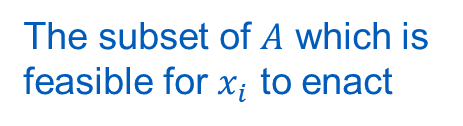 The subset of 𝐴 which is
feasible for 𝑥ᵢ to enact